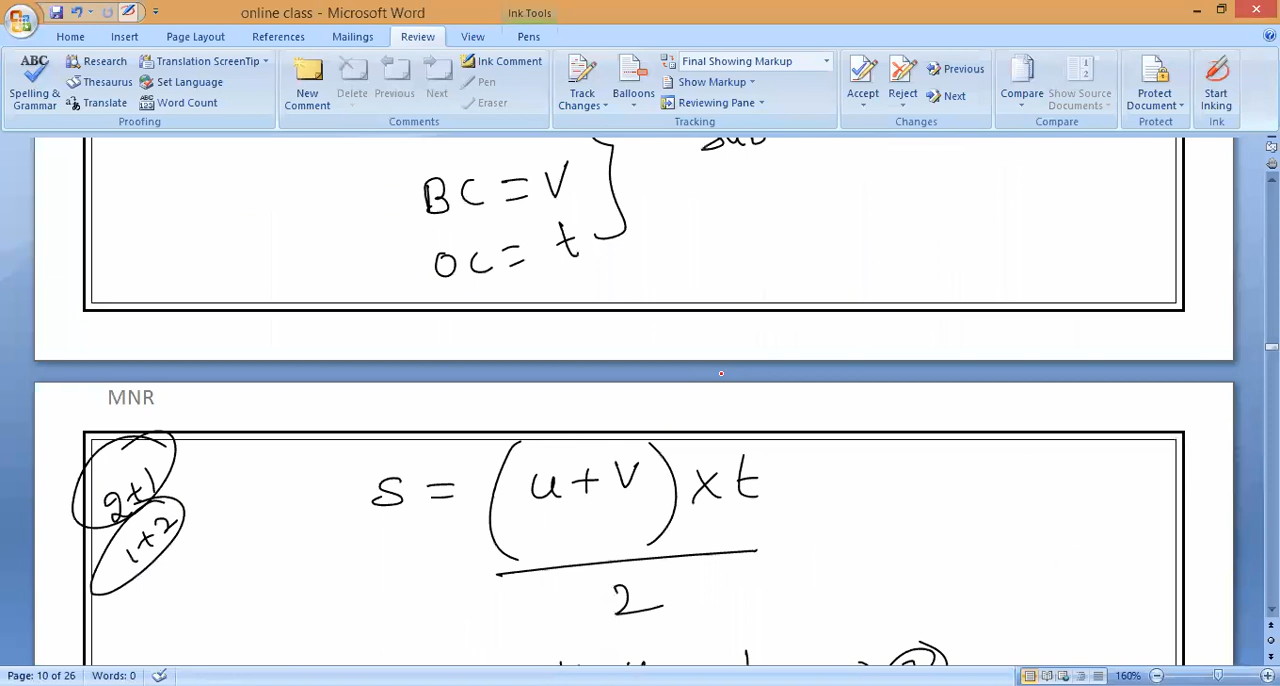 online class - Microsoft Word
Ink Tools
Home Insert Page Layout References Mailings Review View Pens
ABC Spelling & Grammar
Research
Thesaurus
Translate
Translation ScreenTip
Set Language
Word Count
Proofing
New Comment
Delete
Previous
Next
Ink Comment
Pen
Eraser
Comments
Track Changes
Balloons
Final Showing Markup
Show Markup
Reviewing Pane
Tracking
Accept
Reject
Previous
Next
Changes
Compare
Show Source Documents
Compare
Protect Document
Protect
Start Inking
Ink
BC = V
OC = t
MNR
2+1
1+2
s = (u + v) x t
2
Page: 10 of 26 Words: 0 160%